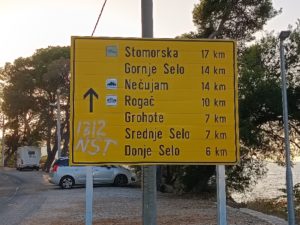 Stomorska 17 km
Gornje Selo 14 km
Nečujam 14 km
Rogač 10 km
Grohote 7 km
Srednje Selo 7 km
Donje Selo 6 km
1312
NST